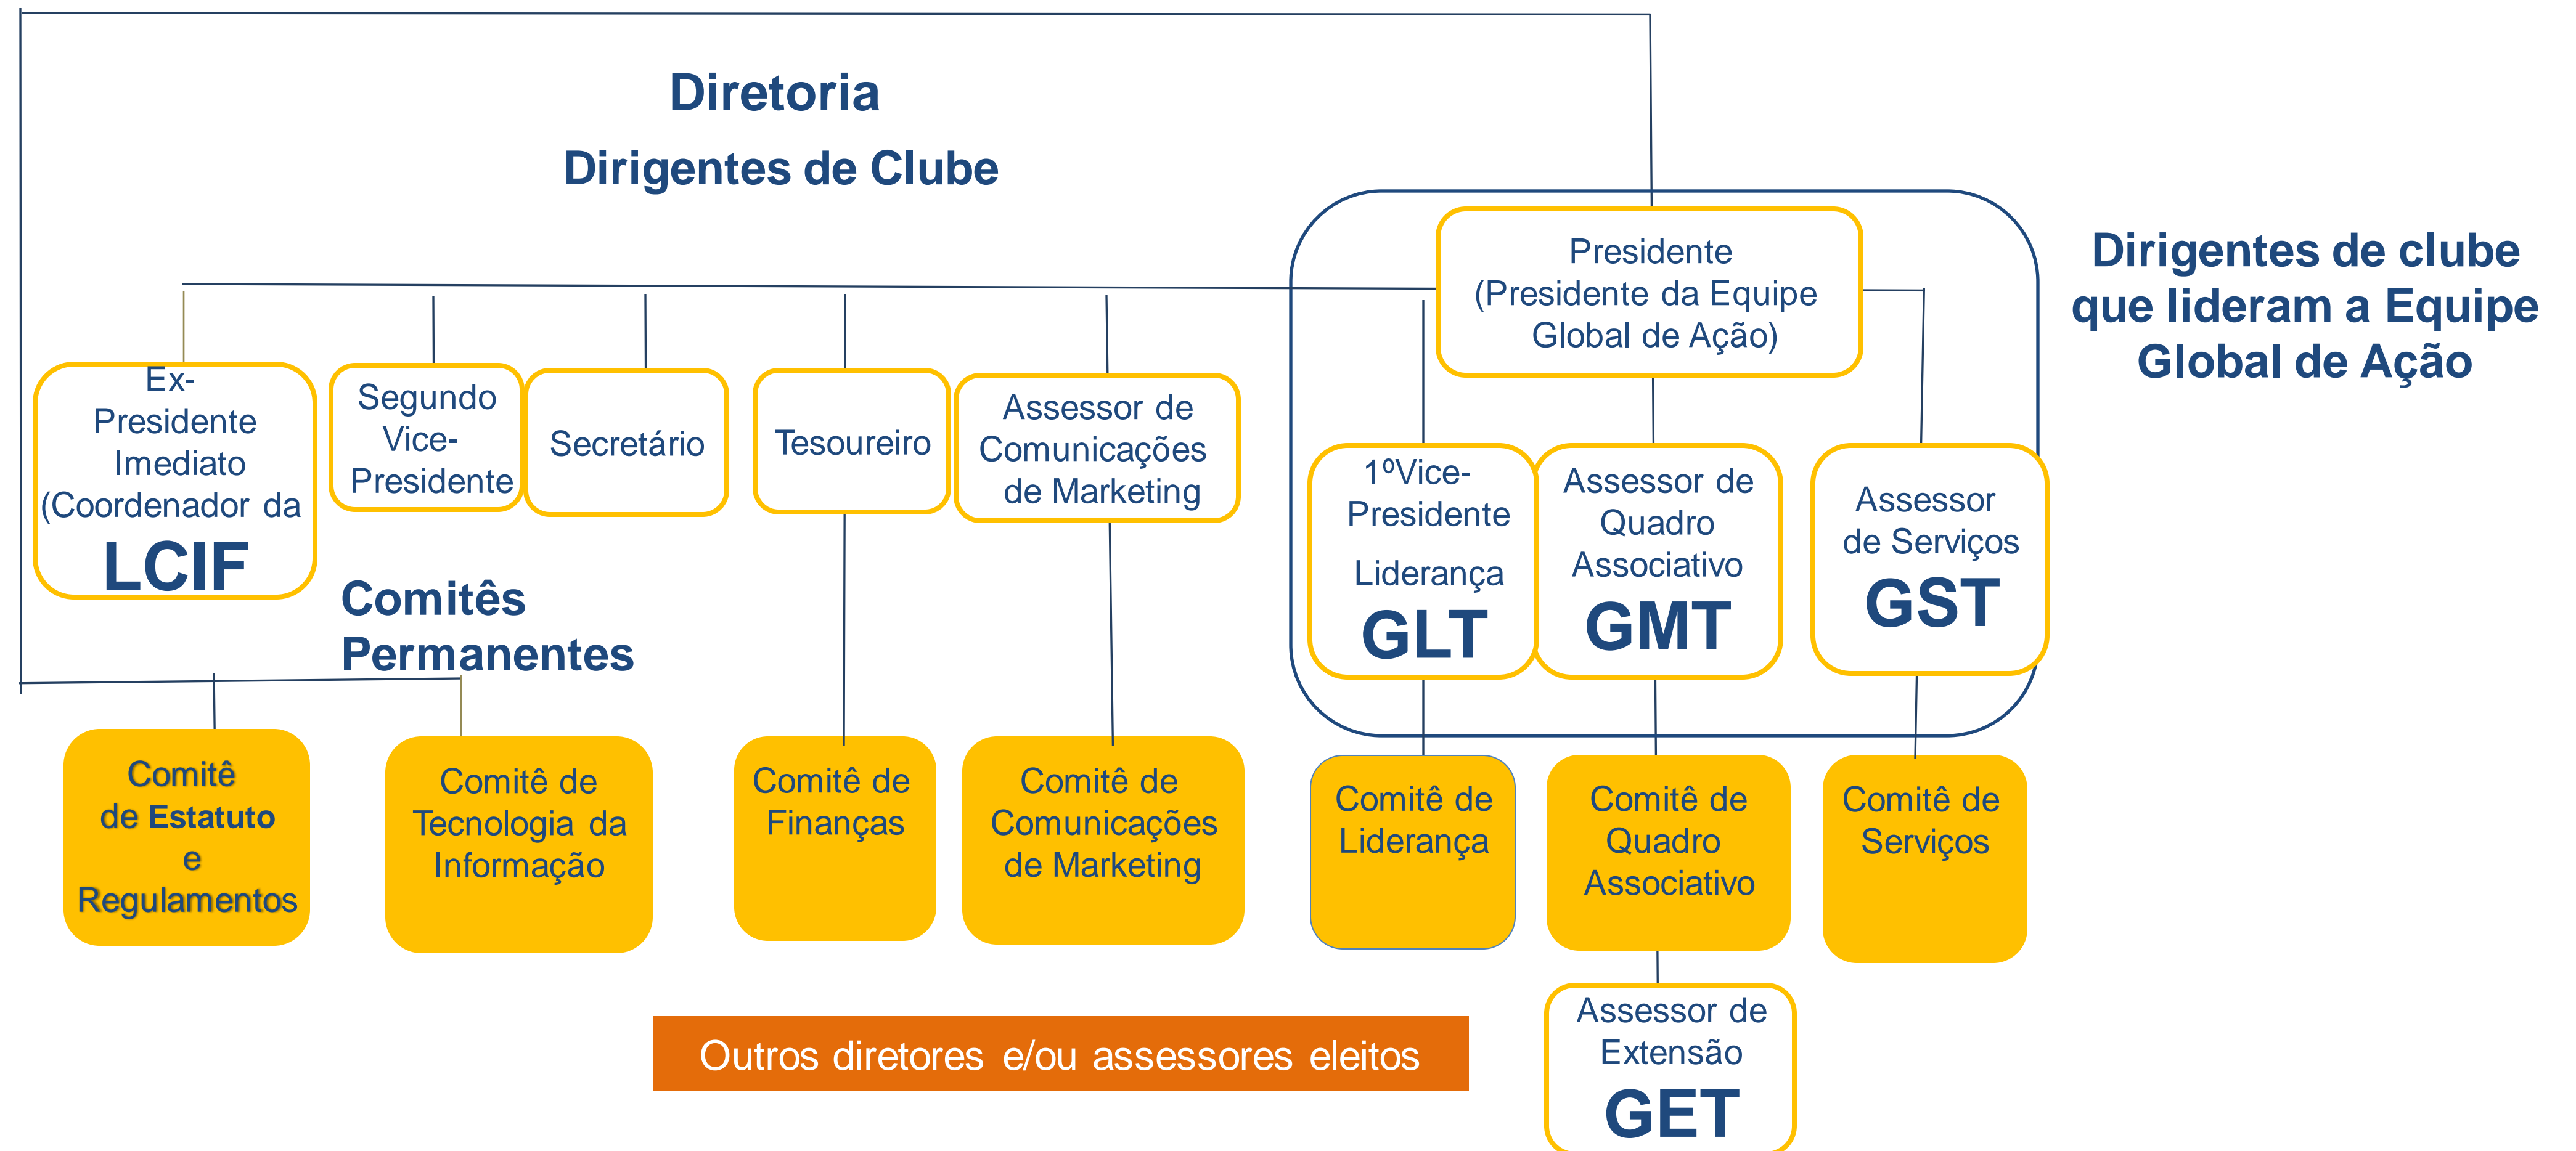 Diretoria
Dirigentes de Clube
Presidente
(Presidente da Equipe
Global de Ação)
Dirigentes de clube
que lideram a Equipe
Global de Ação
Ex-
Presidente
Imediato
(Coordenador da
LCIF
Segundo
Vice-
Presidente
Secretário
Tesoureiro
Assessor de
Comunicações
de Marketing
1ºVice-
Presidente
Liderança
GLT
Assessor de
Quadro
Associativo
GMT
Assessor
de Serviços
GST
Comitês
Permanentes
Comitê
de Estatuto
e
Regulamentos
Comitê de
Tecnologia da
Informação
Comitê de
Finanças
Comitê de
Comunicações
de Marketing
Comitê de
Liderança
Comitê de
Quadro
Associativo
Comitê de
Serviços
Outros diretores e/ou assessores eleitos
Assessor de
Extensão
GET